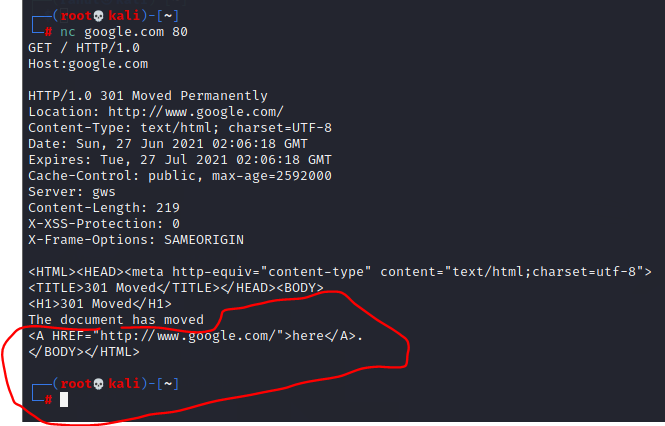 (root💀kali)-[~]
# nc google.com 80
GET / HTTP/1.0
Host:google.com
HTTP/1.0 301 Moved Permanently
Location: http://www.google.com/
Content-Type: text/html; charset=UTF-8
Date: Sun, 27 Jun 2021 02:06:18 GMT
Expires: Tue, 27 Jul 2021 02:06:18 GMT
Cache-Control: public, max-age=2592000
Server: gws
Content-Length: 219
X-XSS-Protection: 0
X-Frame-Options: SAMEORIGIN
<HTML><HEAD><meta http-equiv="content-type" content="text/html;charset=utf-8">
<TITLE>301 Moved</TITLE></HEAD><BODY>
<H1>301 Moved</H1>
The document has moved
<A HREF="http://www.google.com/">here</A>.
</BODY></HTML>
(root💀kali)-[~]
#